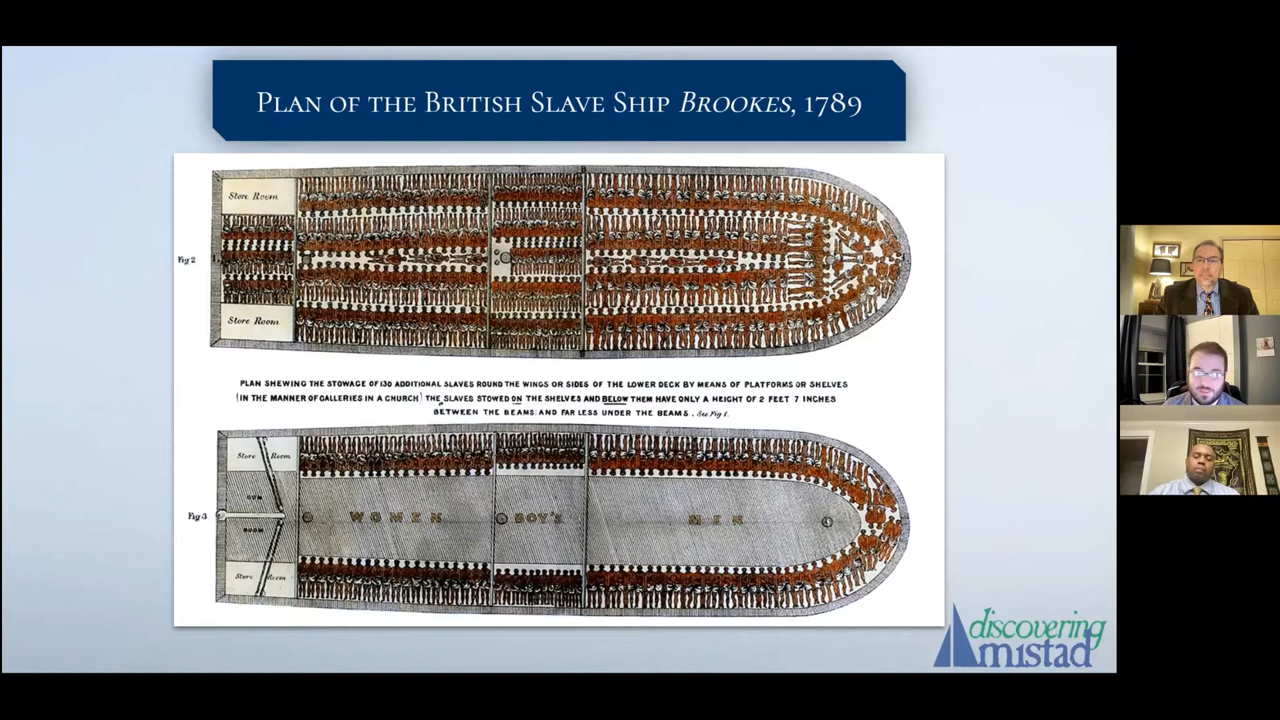 PLAN OF THE BRITISH SLAVE SHIP BROOKES, 1789
Store Room
Fig 2
Store Room
PLAN SHEWING THE STOWAGE OF 130 ADDITIONAL SLAVES ROUND THE WINGS OR SIDES OF THE LOWER DECK BY MEANS OF PLATFORMS OR SHELVES
(IN THE MANNER OF GALLERIES IN A CHURCH) THE SLAVES STOWED ON THE SHELVES AND BELOW THEM HAVE ONLY A HEIGHT OF 2 FEET 7 INCHES
BETWEEN THE BEAMS: AND FAR LESS UNDER THE BEAMS. See Fig 1.
Store Room
GUN
Fig 3
WOMEN BOY'S MEN
ROOM
Store Room
discovering
amistad